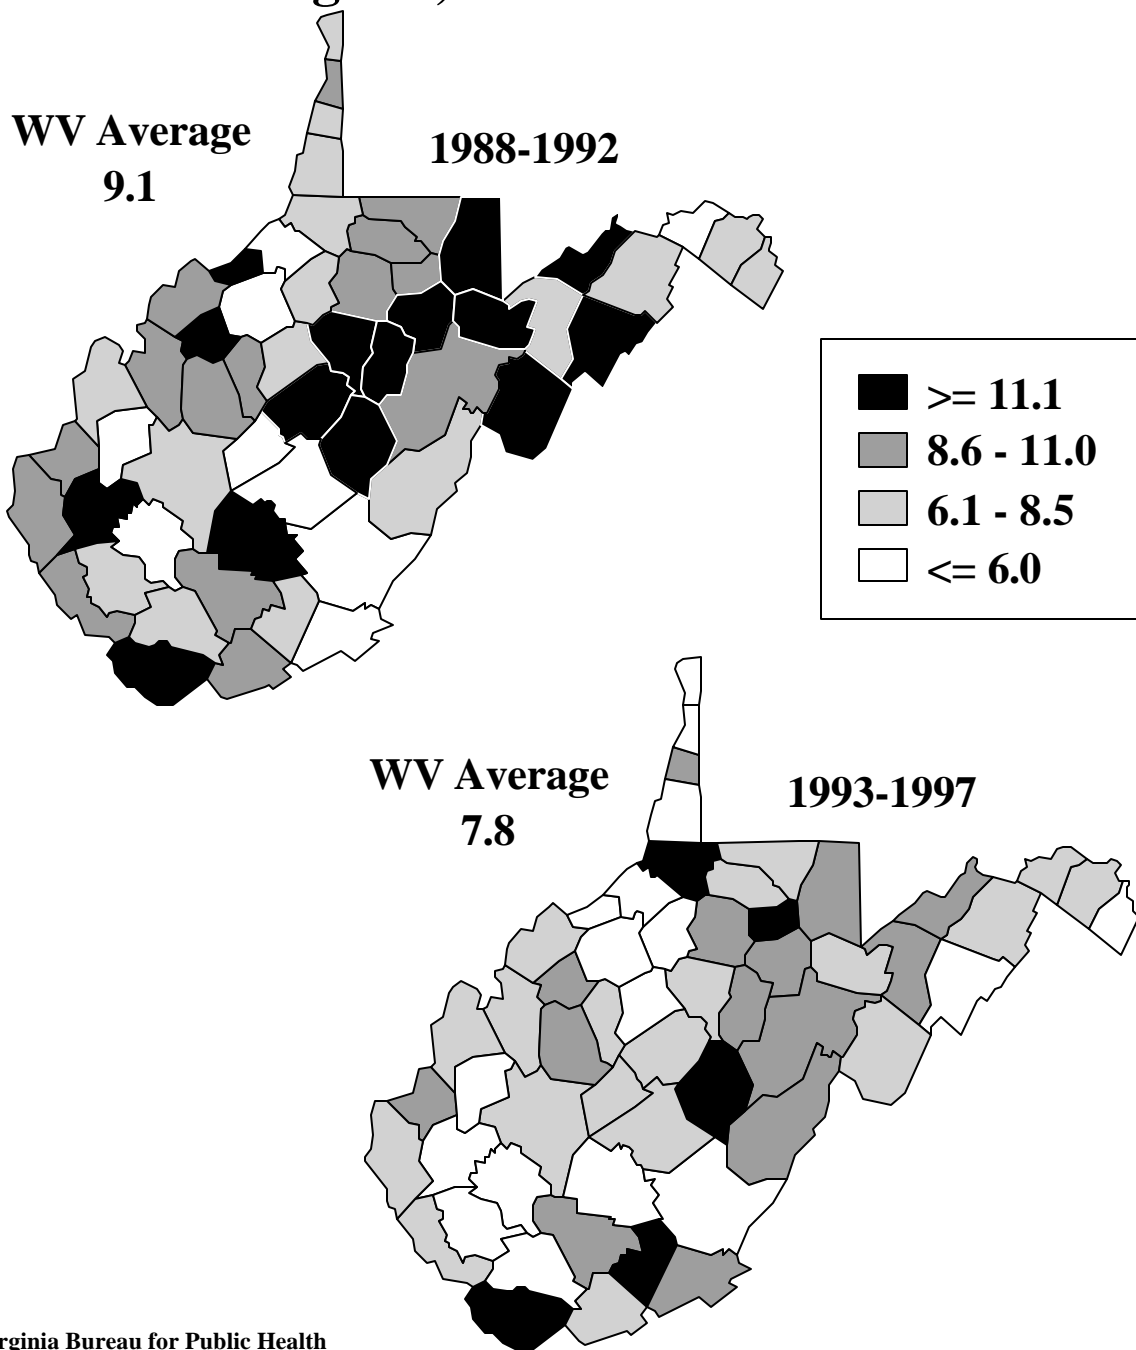 WV Average
9.1
1988-1992
>= 11.1
8.6 - 11.0
6.1 - 8.5
<= 6.0
WV Average
7.8
1993-1997
rginia Bureau for Public Health